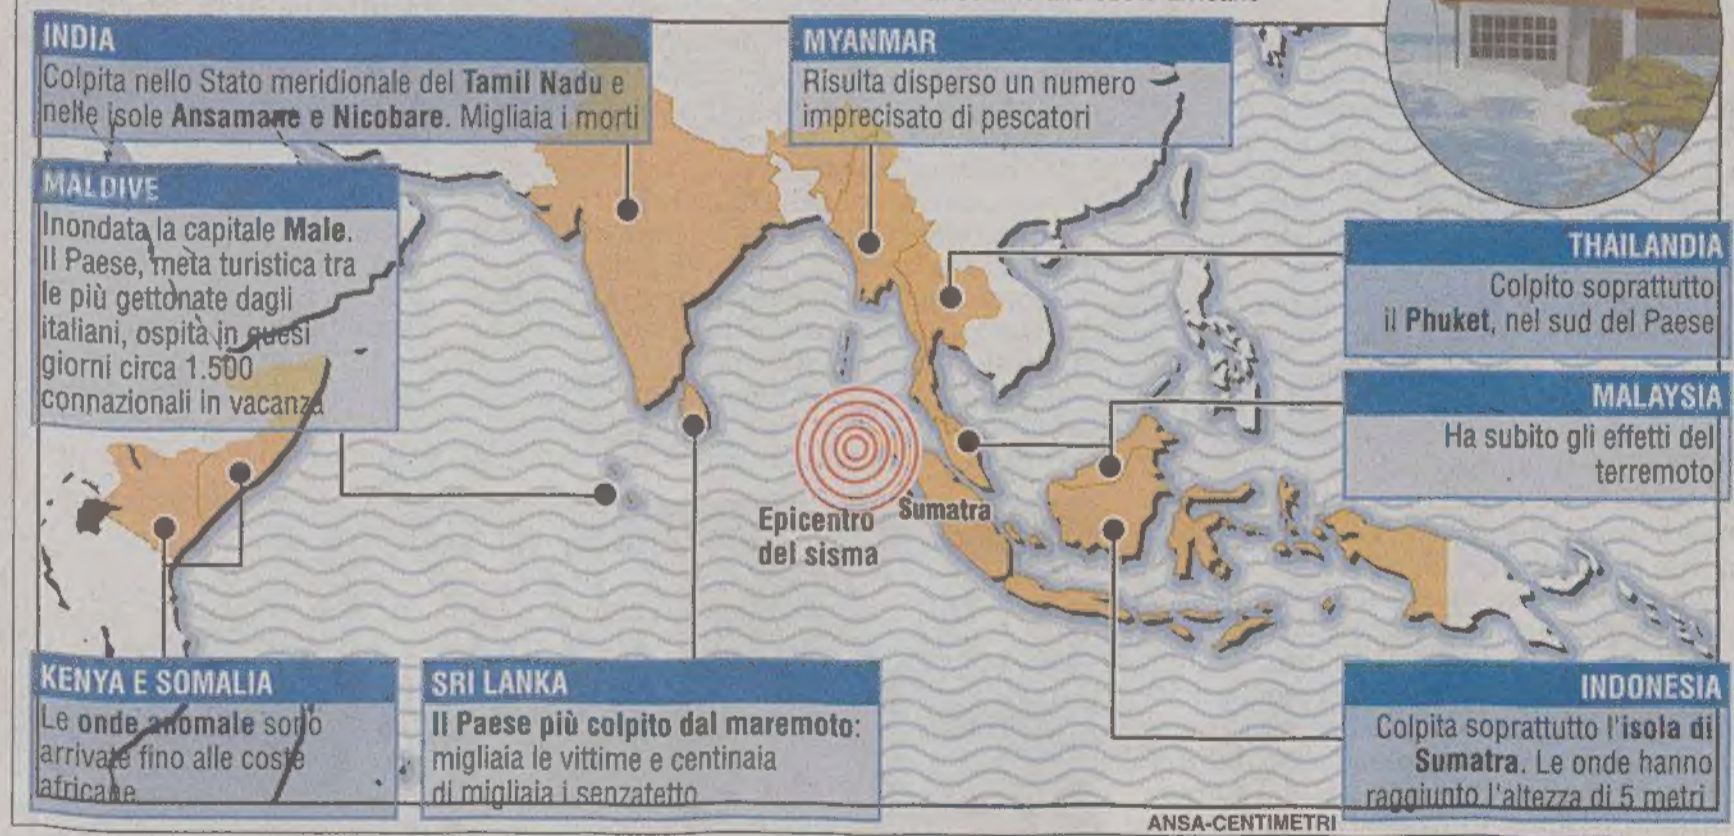 INDIA
Colpita nello Stato meridionale del Tamil Nadu e
nelle isole Ansamane e Nicobare. Migliaia i morti
MYANMAR
Risulta disperso un numero
imprecisato di pescatori
MALDIVE
Inondata la capitale Male.
Il Paese, meta turistica tra
le più gettonate dagli
italiani, ospita in quesi
giorni circa 1.500
connazionali in vacanza
THAILANDIA
Colpito soprattutto
il Phuket, nel sud del Paese
MALAYSIA
Ha subito gli effetti del
terremoto
Epicentro
del sisma
Sumatra
KENYA E SOMALIA
Le onde anomale sono
arrivate fino alle coste
africane
SRI LANKA
Il Paese più colpito dal maremoto:
migliaia le vittime e centinaia
di migliaia i senzatetto
INDONESIA
Colpita soprattutto l'isola di
Sumatra. Le onde hanno
raggiunto l'altezza di 5 metri
ANSA-CENTIMETRI